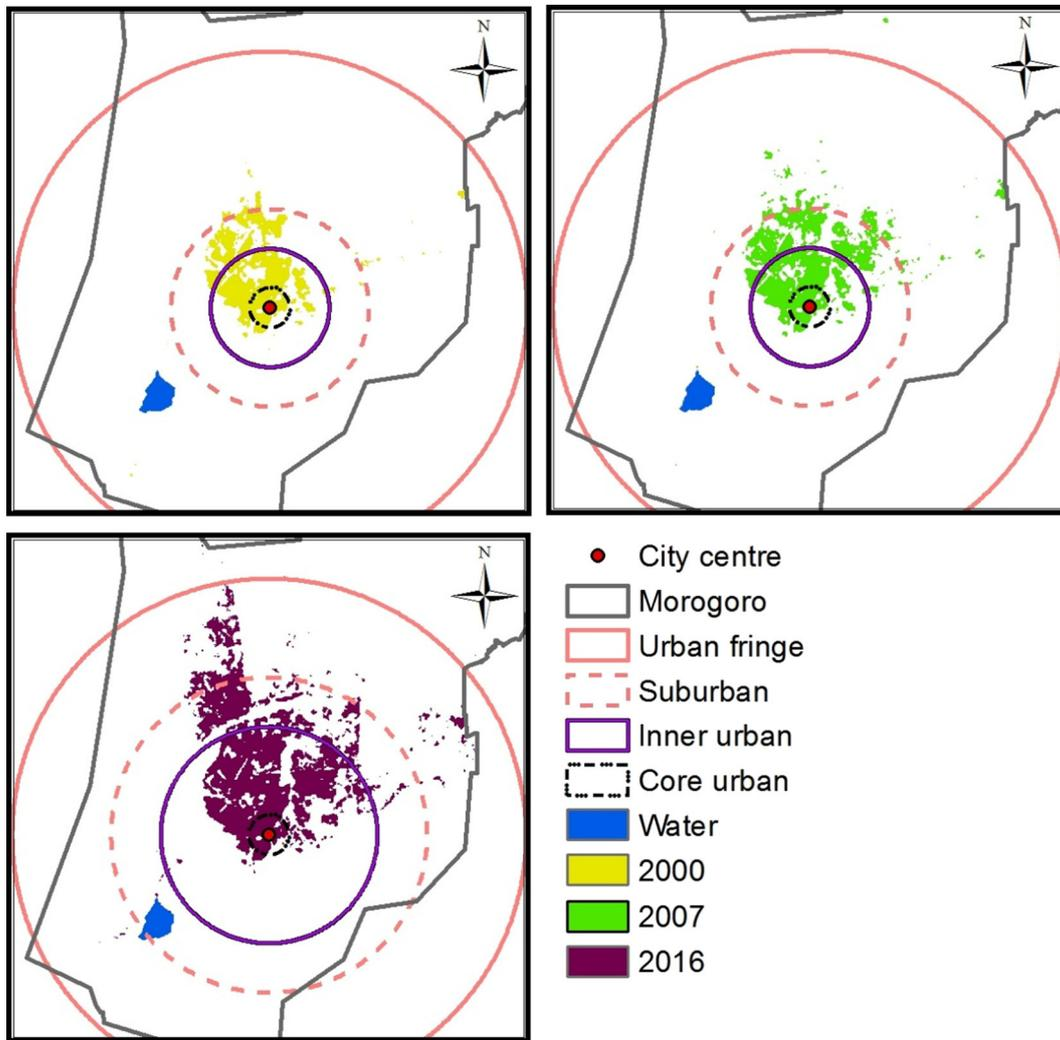 N
N
N
City centre
Morogoro
Urban fringe
Suburban
Inner urban
Core urban
Water
2000
2007
2016